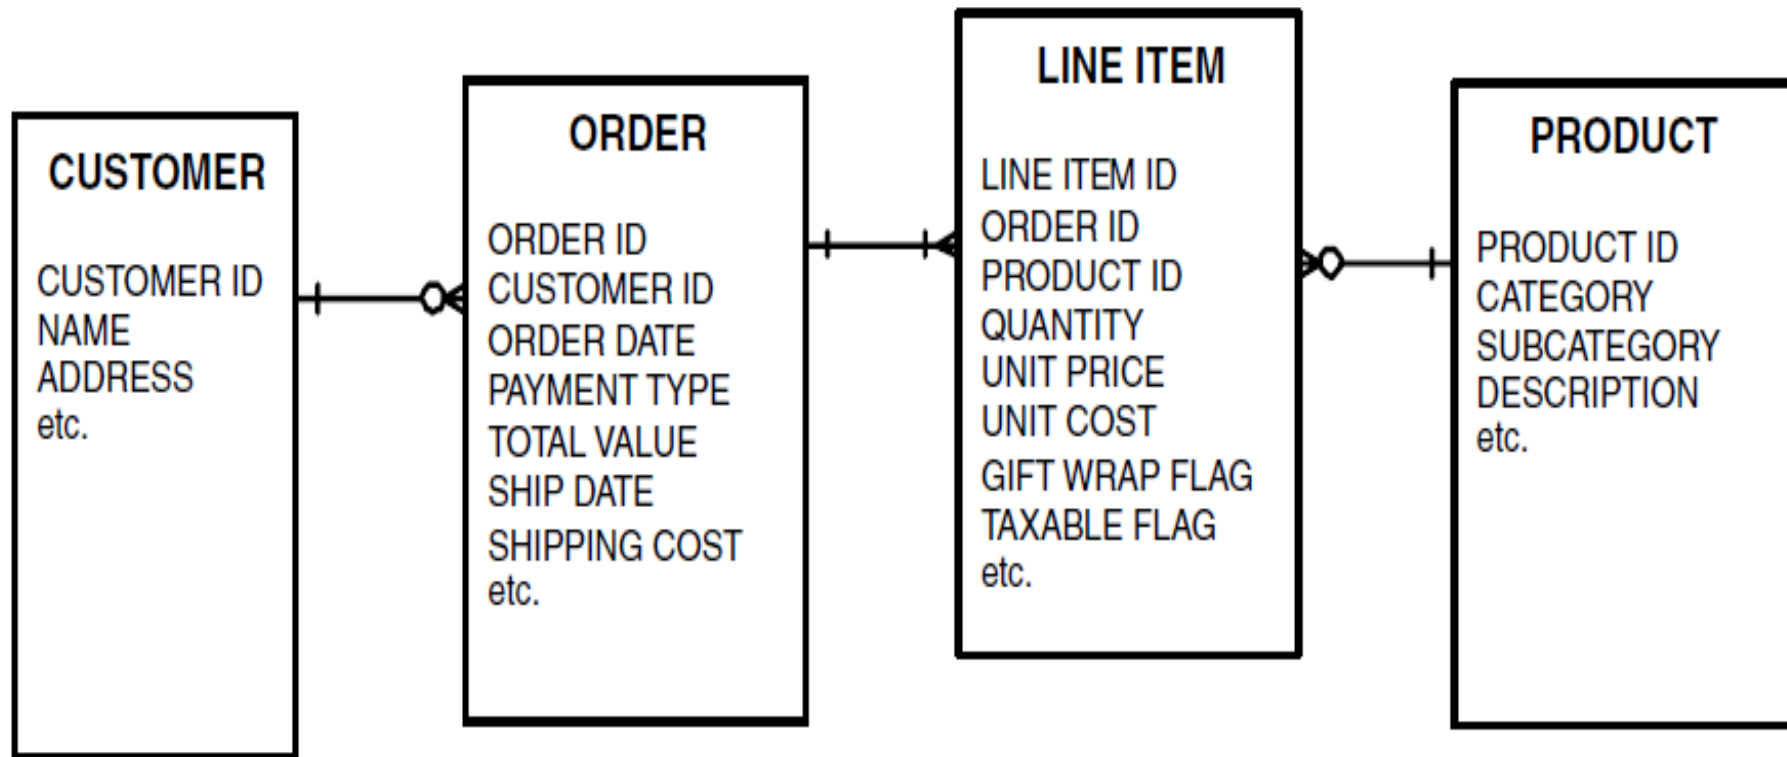 CUSTOMER
CUSTOMER ID
NAME
ADDRESS
etc.
ORDER
ORDER ID
CUSTOMER ID
ORDER DATE
PAYMENT TYPE
TOTAL VALUE
SHIP DATE
SHIPPING COST
etc.
LINE ITEM
LINE ITEM ID
ORDER ID
PRODUCT ID
QUANTITY
UNIT PRICE
UNIT COST
GIFT WRAP FLAG
TAXABLE FLAG
etc.
PRODUCT
PRODUCT ID
CATEGORY
SUBCATEGORY
DESCRIPTION
etc.